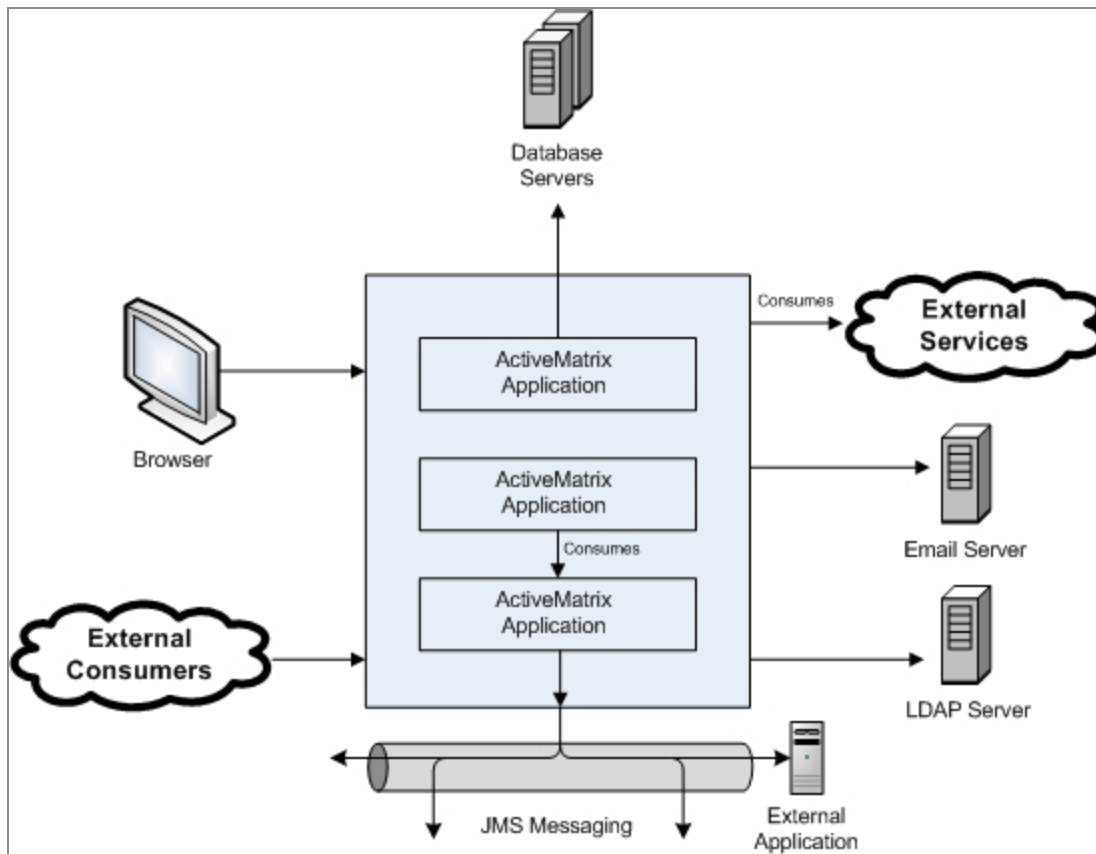 Database
Servers
Consumes
External
Services
ActiveMatrix
Application
Browser
ActiveMatrix
Application
Email Server
Consumes
ActiveMatrix
Application
External
Consumers
LDAP Server
JMS Messaging
External
Application